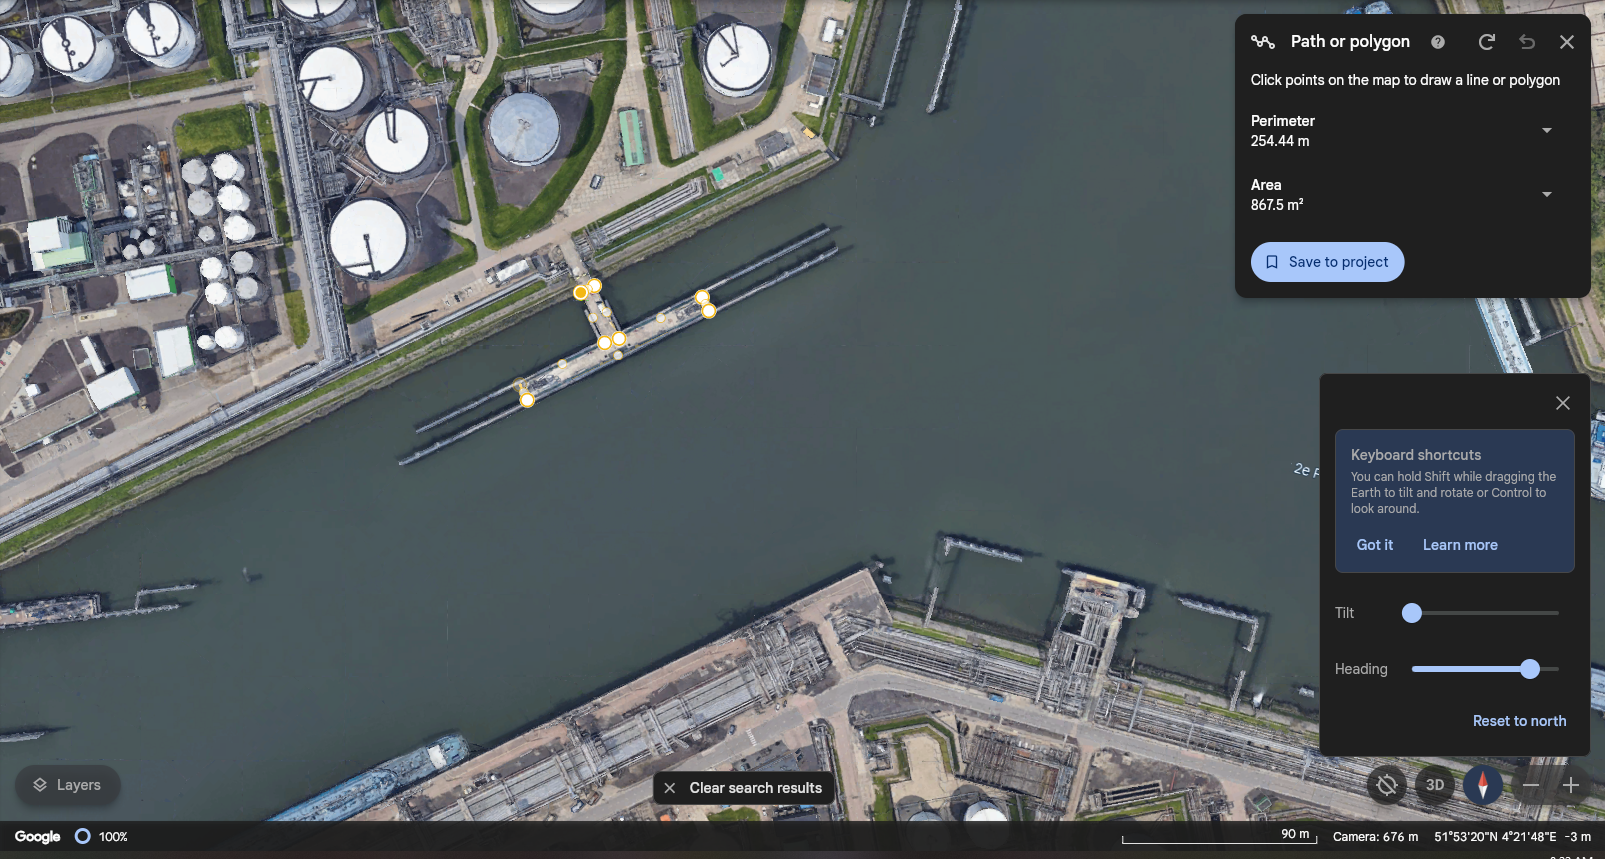 Path or polygon
Click points on the map to draw a line or polygon
Perimeter
254.44 m
Area
867.5 m²
Save to project
2e
Keyboard shortcuts
You can hold Shift while dragging the
Earth to tilt and rotate or Control to
look around.
Got it
Learn more
Tilt
Heading
Reset to north
Layers
Clear search results
3D
Google
100%
90 m
Camera: 676 m
51°53'20"N 4°21'48"E
-3 m